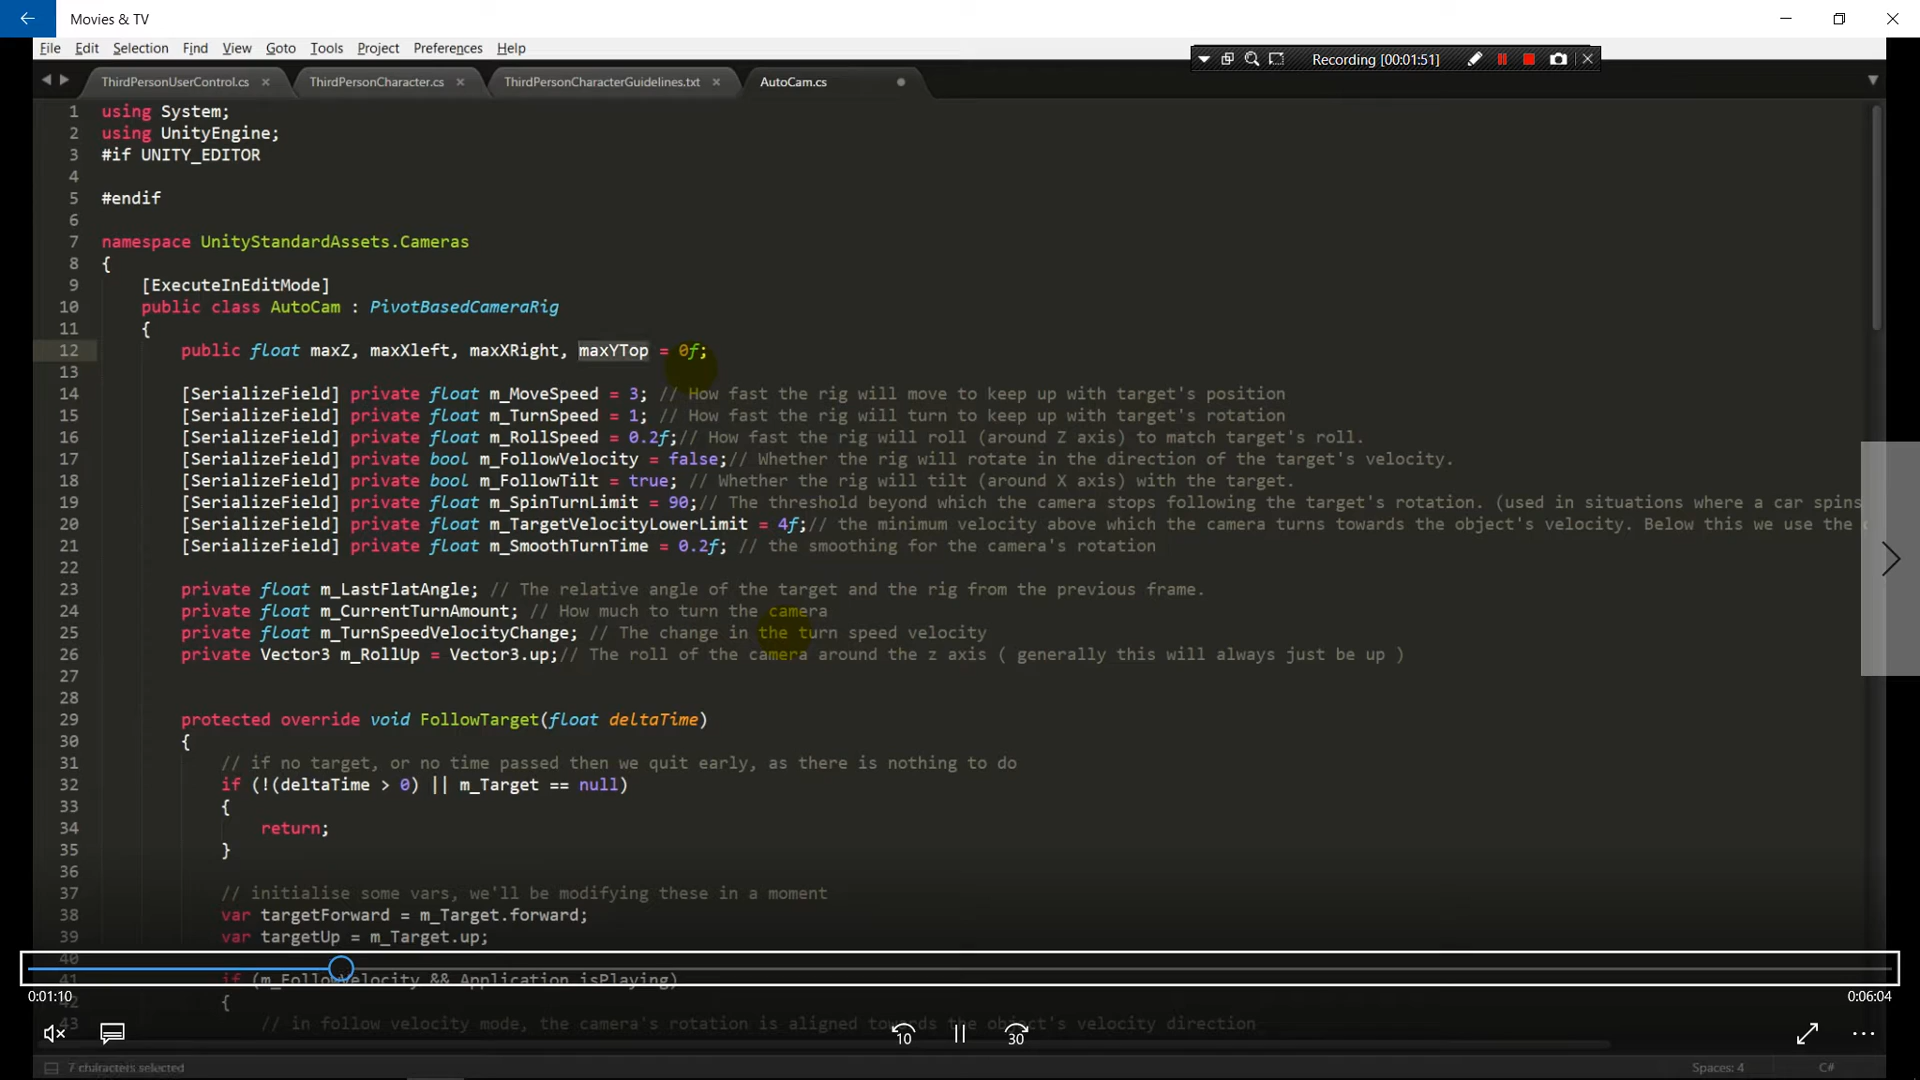 Movies & TV
File Edit Selection Find View Goto Tools Project Preferences Help
Recording [00:01:51]
ThirdPersonUserControl.cs ThirdPersonCharacter.cs ThirdPersonCharacterGuidelines.txt AutoCam.cs
1 using System;
2 using UnityEngine;
3 #if UNITY_EDITOR
4
5 #endif
6
7 namespace UnityStandardAssets.Cameras
8 {
9 [ExecuteInEditMode]
10 public class AutoCam : PivotBasedCameraRig
11 {
12 public float maxZ, maxXleft, maxXRight, maxYTop = 0f;
13
14 [SerializeField] private float m_MoveSpeed = 3; // How fast the rig will move to keep up with target's position
15 [SerializeField] private float m_TurnSpeed = 1; // How fast the rig will turn to keep up with target's rotation
16 [SerializeField] private float m_RollSpeed = 0.2f;// How fast the rig will roll (around Z axis) to match target's roll.
17 [SerializeField] private bool m_FollowVelocity = false;// Whether the rig will rotate in the direction of the target's velocity.
18 [SerializeField] private bool m_FollowTilt = true; // Whether the rig will tilt (around X axis) with the target.
19 [SerializeField] private float m_SpinTurnLimit = 90;// The threshold beyond which the camera stops following the target's rotation. (used in situations where a car spins
20 [SerializeField] private float m_TargetVelocityLowerLimit = 4f;// the minimum velocity above which the camera turns towards the object's velocity. Below this we use the
21 [SerializeField] private float m_SmoothTurnTime = 0.2f; // the smoothing for the camera's rotation
22
23 private float m_LastFlatAngle; // The relative angle of the target and the rig from the previous frame.
24 private float m_CurrentTurnAmount; // How much to turn the camera
25 private float m_TurnSpeedVelocityChange; // The change in the turn speed velocity
26 private Vector3 m_RollUp = Vector3.up;// The roll of the camera around the z axis ( generally this will always just be up )
27
28
29 protected override void FollowTarget(float deltaTime)
30 {
31 // if no target, or no time passed then we quit early, as there is nothing to do
32 if (!(deltaTime > 0) || m_Target == null)
33 {
34 return;
35 }
36
37 // initialise some vars, we'll be modifying these in a moment
38 var targetForward = m_Target.forward;
39 var targetUp = m_Target.up;
40
41 if (m_FollowVelocity && Application.isPlaying)
0:01:10 0:06:04
42 {
43 // in follow velocity mode, the camera's rotation is aligned towards the object's velocity direction
10 30
7 characters selected Spaces: 4 C#